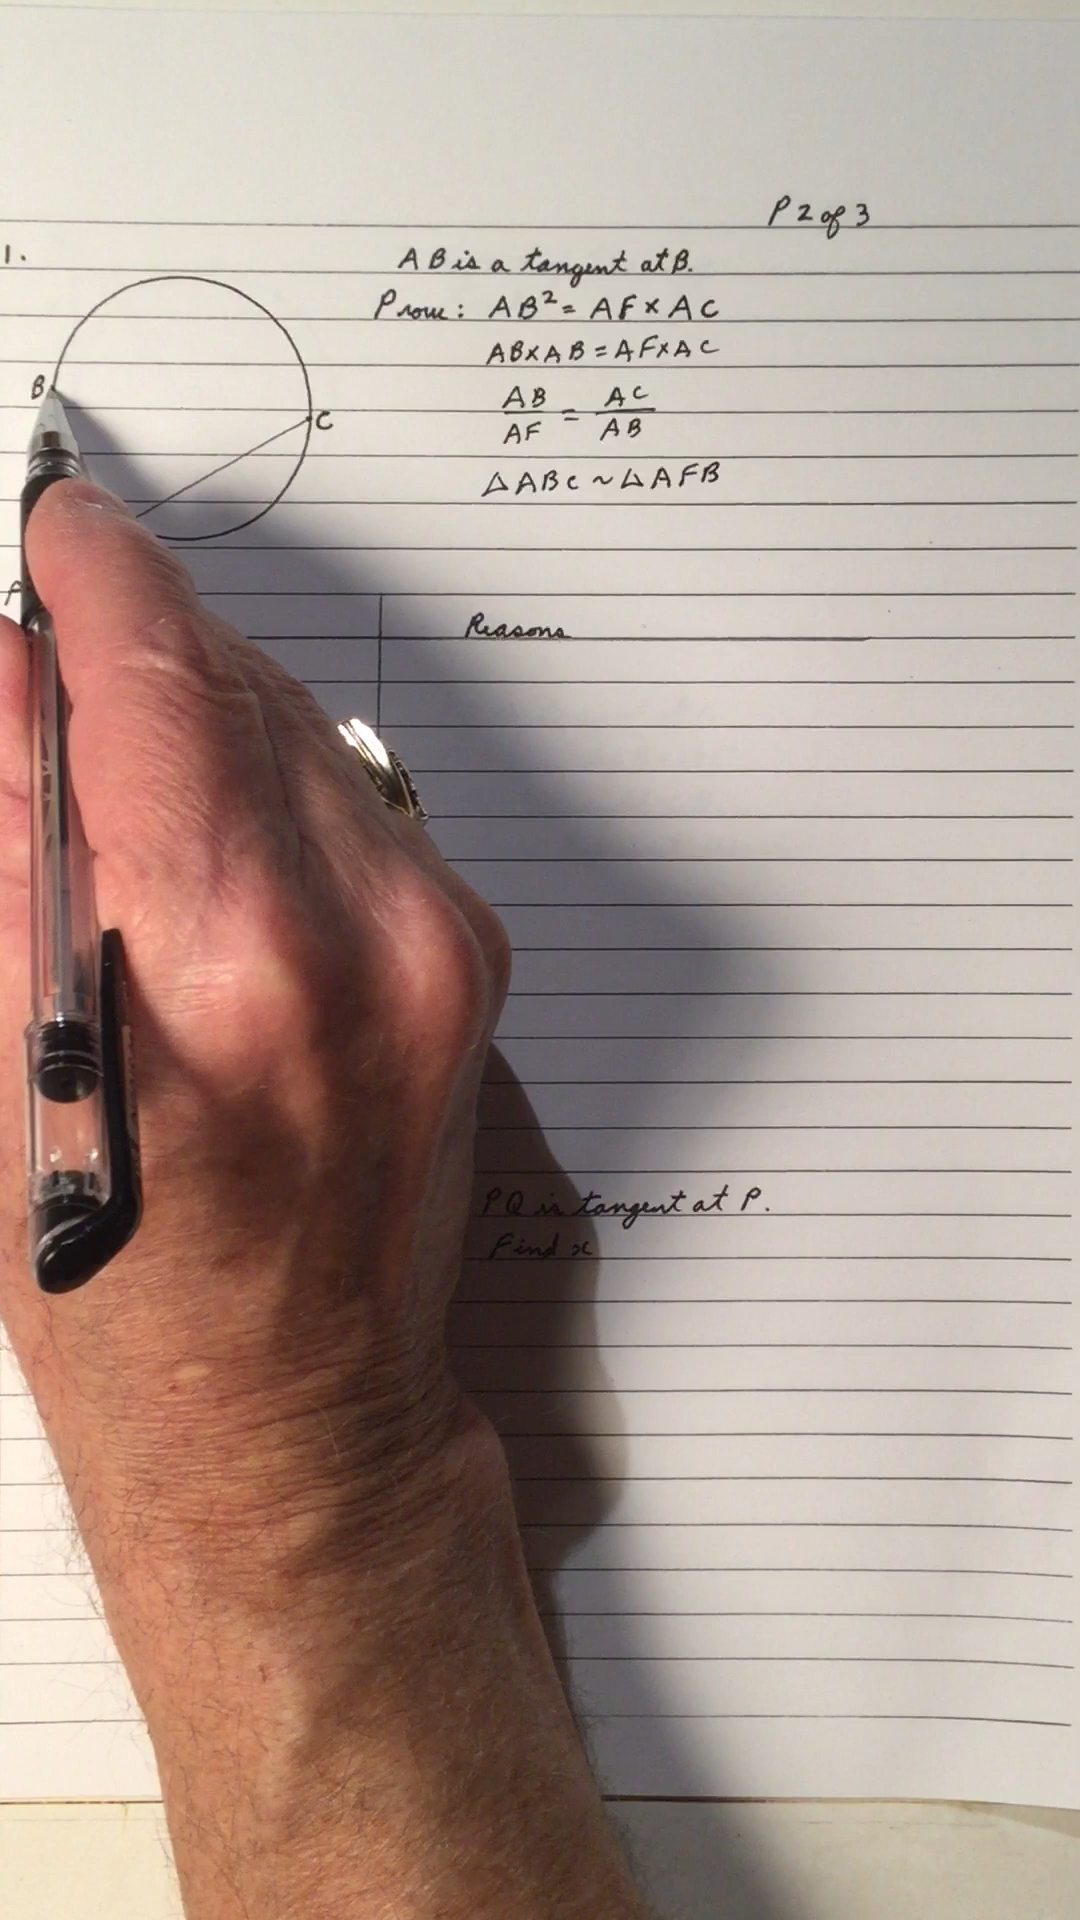 P 2 of 3
1.
AB is a tangent at B.
Prove: AB² = AF × AC
AB×AB = AF×AC
AB/AF = AC/AB
△ABC ~ △AFB
B
C
A
Reasons
PQ is tangent at P.
Find x